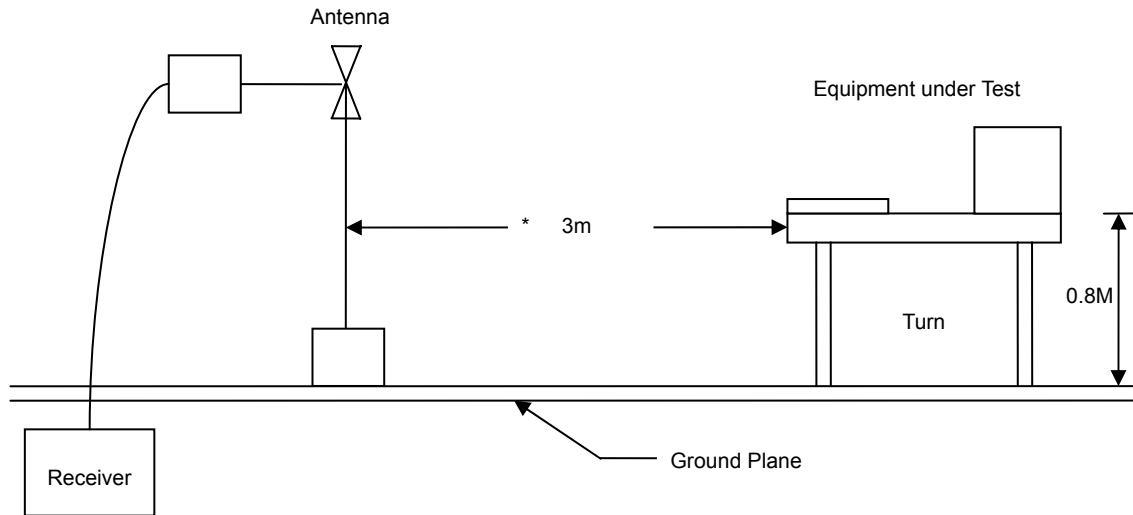 Antenna
Equipment under Test
* 3m
0.8M
Turn
Ground Plane
Receiver